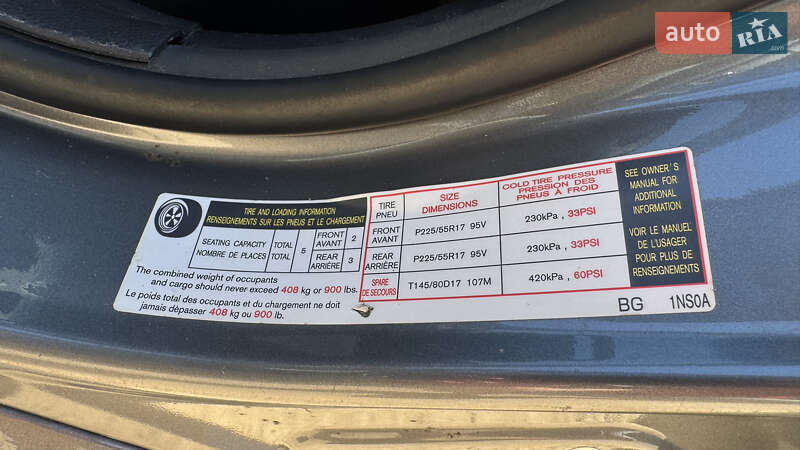 auto RIA .com
TIRE AND LOADING INFORMATION
RENSEIGNEMENTS SUR LES PNEUS ET LE CHARGEMENT
SEATING CAPACITY TOTAL 5 FRONT 2
NOMBRE DE PLACES TOTAL AVANT
REAR 3
ARRIÈRE
The combined weight of occupants
and cargo should never exceed 408 kg or 900 lbs.
Le poids total des occupants et du chargement ne doit
jamais dépasser 408 kg ou 900 lb.
TIRE
PNEU
SIZE
DIMENSIONS
COLD TIRE PRESSURE
PRESSION DES
PNEUS À FROID
FRONT
AVANT
P225/55R17 95V
230kPa , 33PSI
REAR
ARRIÈRE
P225/55R17 95V
230kPa , 33PSI
SPARE
DE SECOURS
T145/80D17 107M
420kPa , 60PSI
SEE OWNER'S
MANUAL FOR
ADDITIONAL
INFORMATION
VOIR LE MANUEL
DE L'USAGER
POUR PLUS DE
RENSEIGNEMENTS
BG 1NS0A